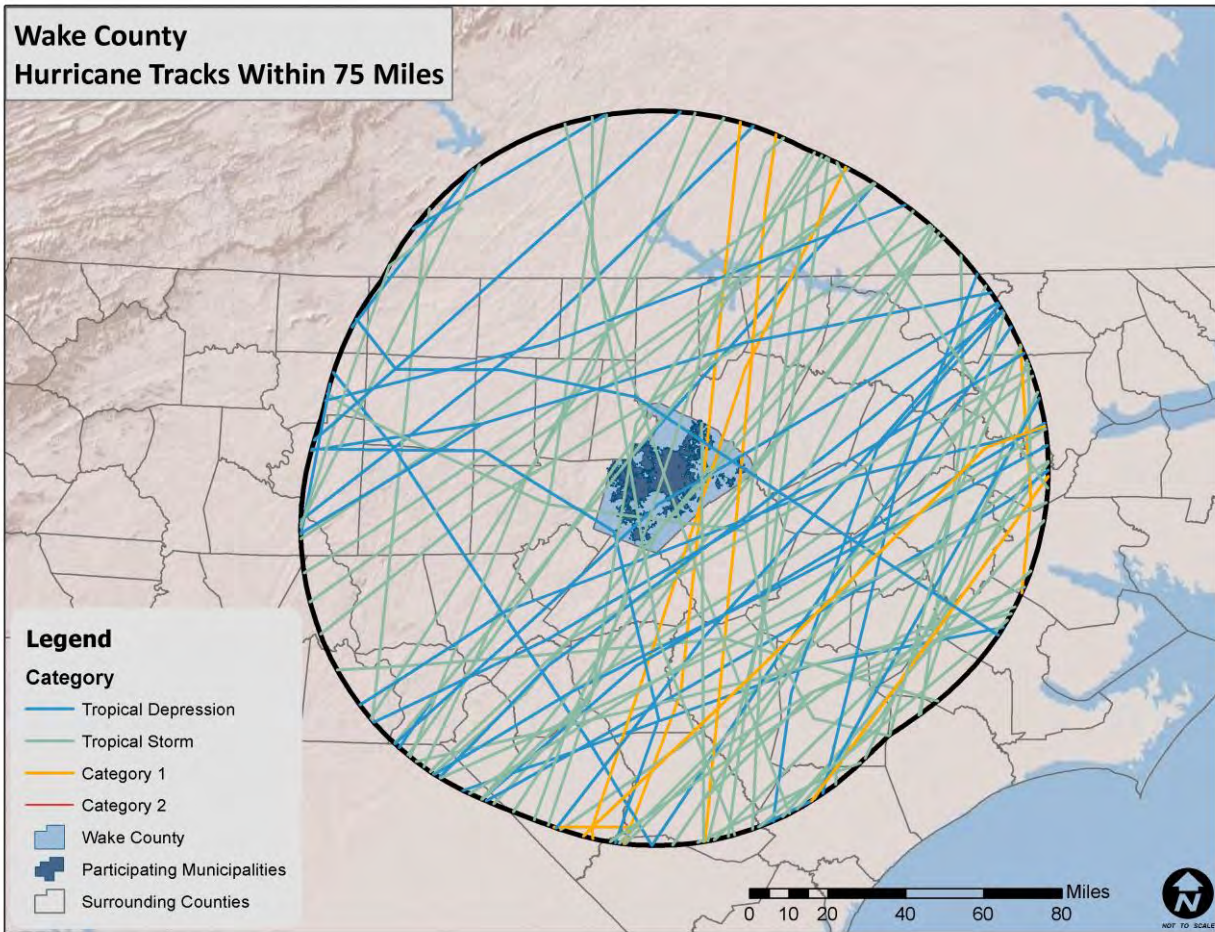 Wake County
Hurricane Tracks Within 75 Miles
Legend
Category
Tropical Depression
Tropical Storm
Category 1
Category 2
Wake County
Participating Municipalities
Surrounding Counties
Miles
0 10 20 40 60 80
N
NOT TO SCALE